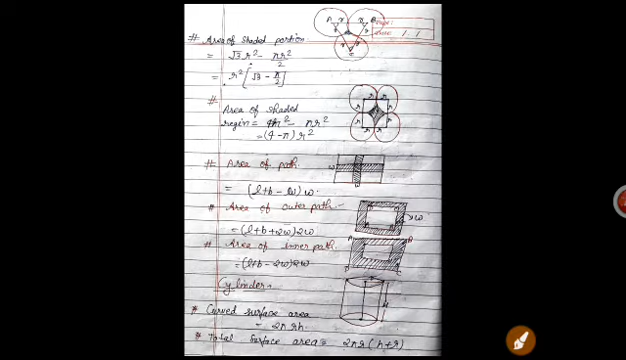 # Area of shaded portion
= √3 r² - πr²/2
= r² [√3 - π/2]
# Area of shaded
region = 4r² - πr²
= (4-π) r²
# Area of path
= (l+b-w) w.
* Area of outer path:-
= (l+b+2w) 2w
* Area of inner path
= (l+b-2w) 2w
Cylinder:
* Curved surface area
= 2πrh.
* Total surface area = 2πr (h+r)